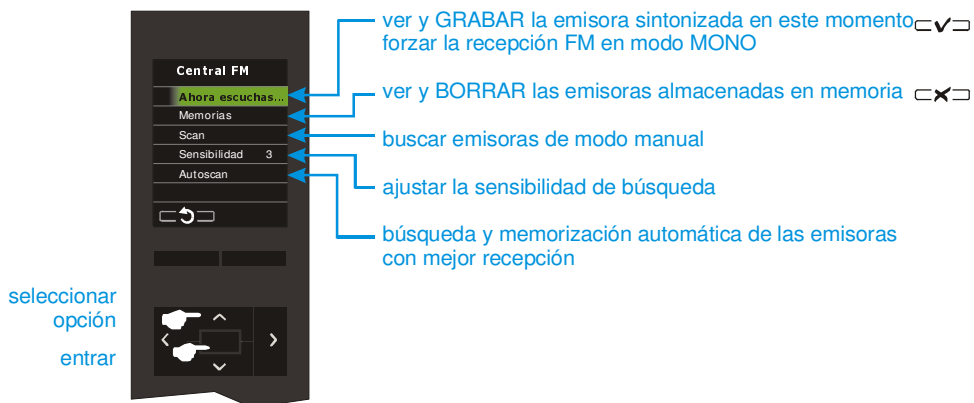 ver y GRABAR la emisora sintonizada en este momento
forzar la recepción FM en modo MONO
Central FM
Ahora escuchas...
ver y BORRAR las emisoras almacenadas en memoria
Memorias
Scan
buscar emisoras de modo manual
Sensibilidad 3
ajustar la sensibilidad de búsqueda
Autoscan
búsqueda y memorización automática de las emisoras
con mejor recepción
seleccionar
opción
entrar